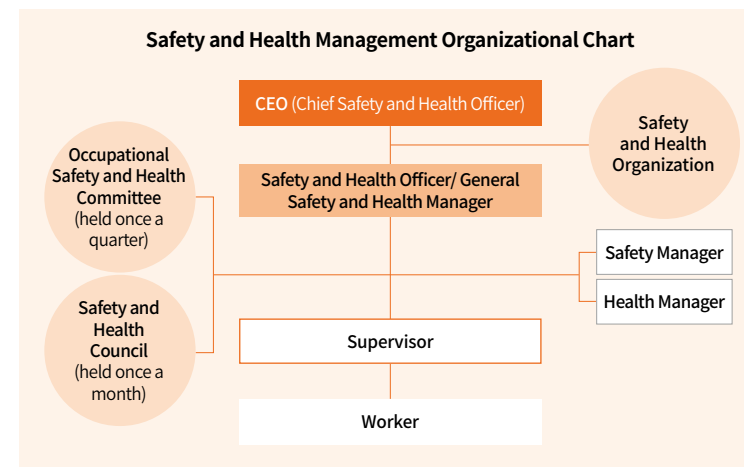 Safety and Health Management Organizational Chart
CEO (Chief Safety and Health Officer)
Safety
and Health
Organization
Occupational
Safety and Health
Committee
(held once a
quarter)
Safety and Health Officer/ General
Safety and Health Manager
Safety Manager
Health Manager
Safety and
Health
Council
(held once a
month)
Supervisor
Worker